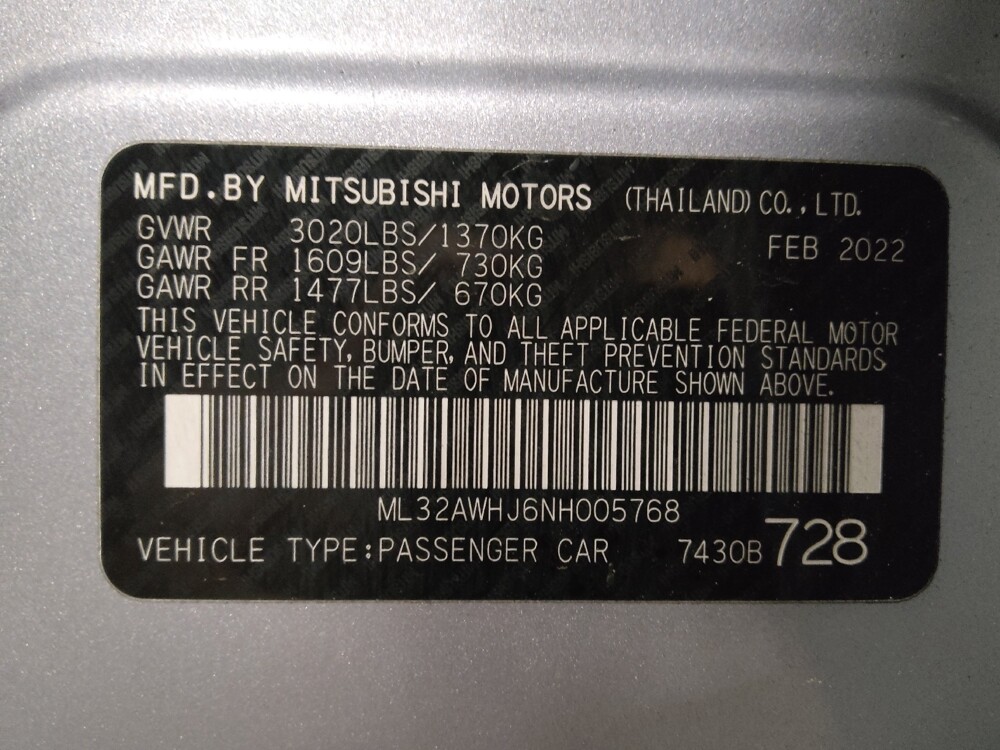 MFD.BY MITSUBISHI MOTORS (THAILAND) CO.,LTD.
GVWR 3020LBS/1370KG FEB 2022
GAWR FR 1609LBS/ 730KG
GAWR RR 1477LBS/ 670KG
THIS VEHICLE CONFORMS TO ALL APPLICABLE FEDERAL MOTOR
VEHICLE SAFETY, BUMPER, AND THEFT PREVENTION STANDARDS
IN EFFECT ON THE DATE OF MANUFACTURE SHOWN ABOVE.
ML32AWHJ6NH005768
VEHICLE TYPE:PASSENGER CAR 7430B 728